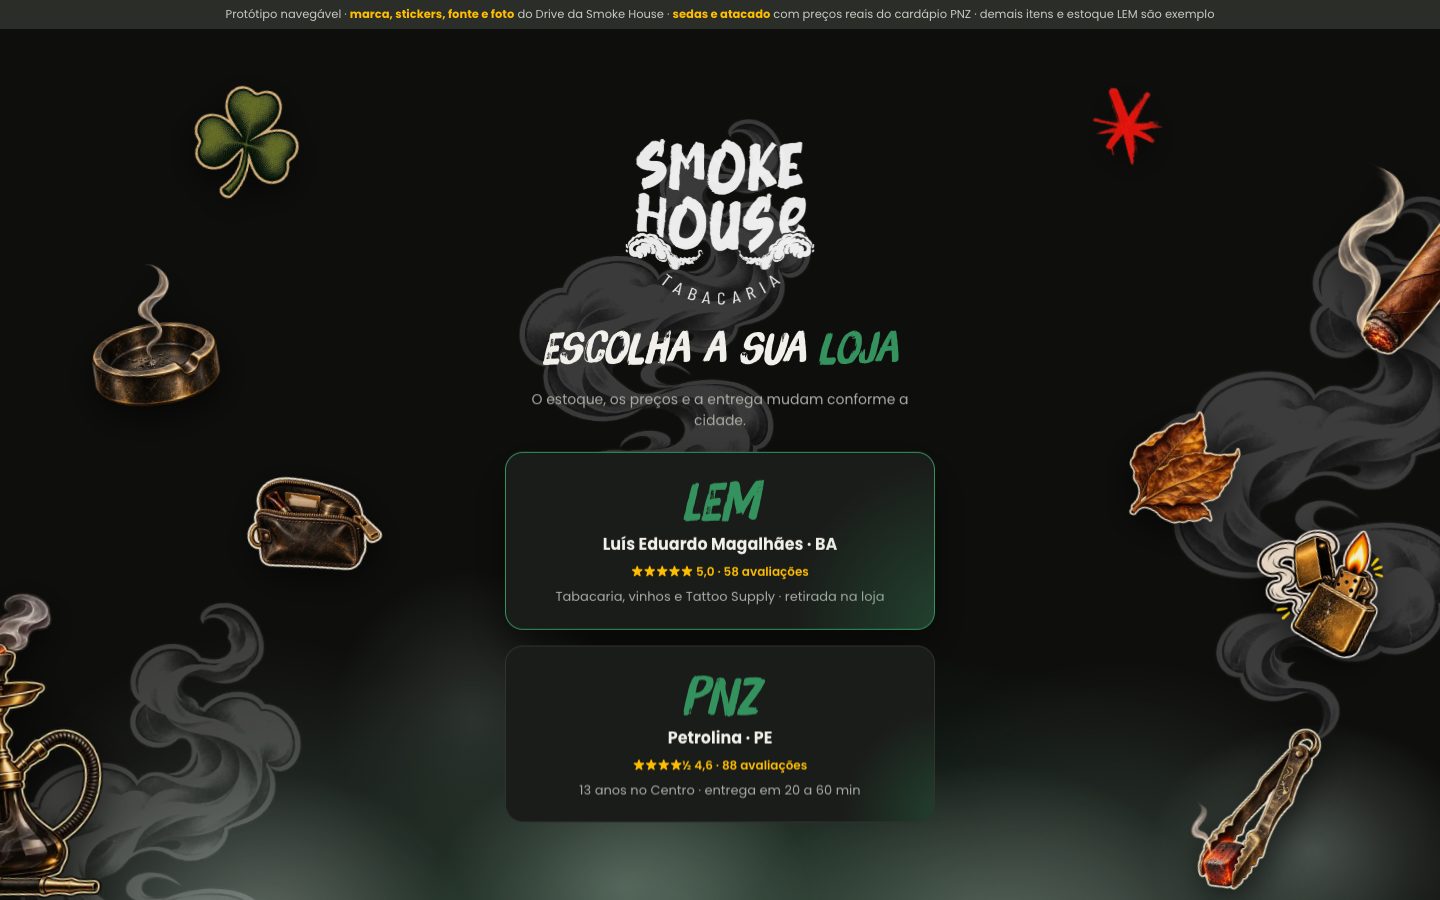 Protótipo navegável · marca, stickers, fonte e foto do Drive da Smoke House · sedas e atacado com preços reais do cardápio PNZ · demais itens e estoque LEM são exemplo
SMOKE
HOUSE
TABACARIA
ESCOLHA A SUA LOJA
O estoque, os preços e a entrega mudam conforme a
cidade.
LEM
Luís Eduardo Magalhães · BA
★★★★★ 5,0 · 58 avaliações
Tabacaria, vinhos e Tattoo Supply · retirada na loja
PNZ
Petrolina · PE
★★★★½ 4,6 · 88 avaliações
13 anos no Centro · entrega em 20 a 60 min